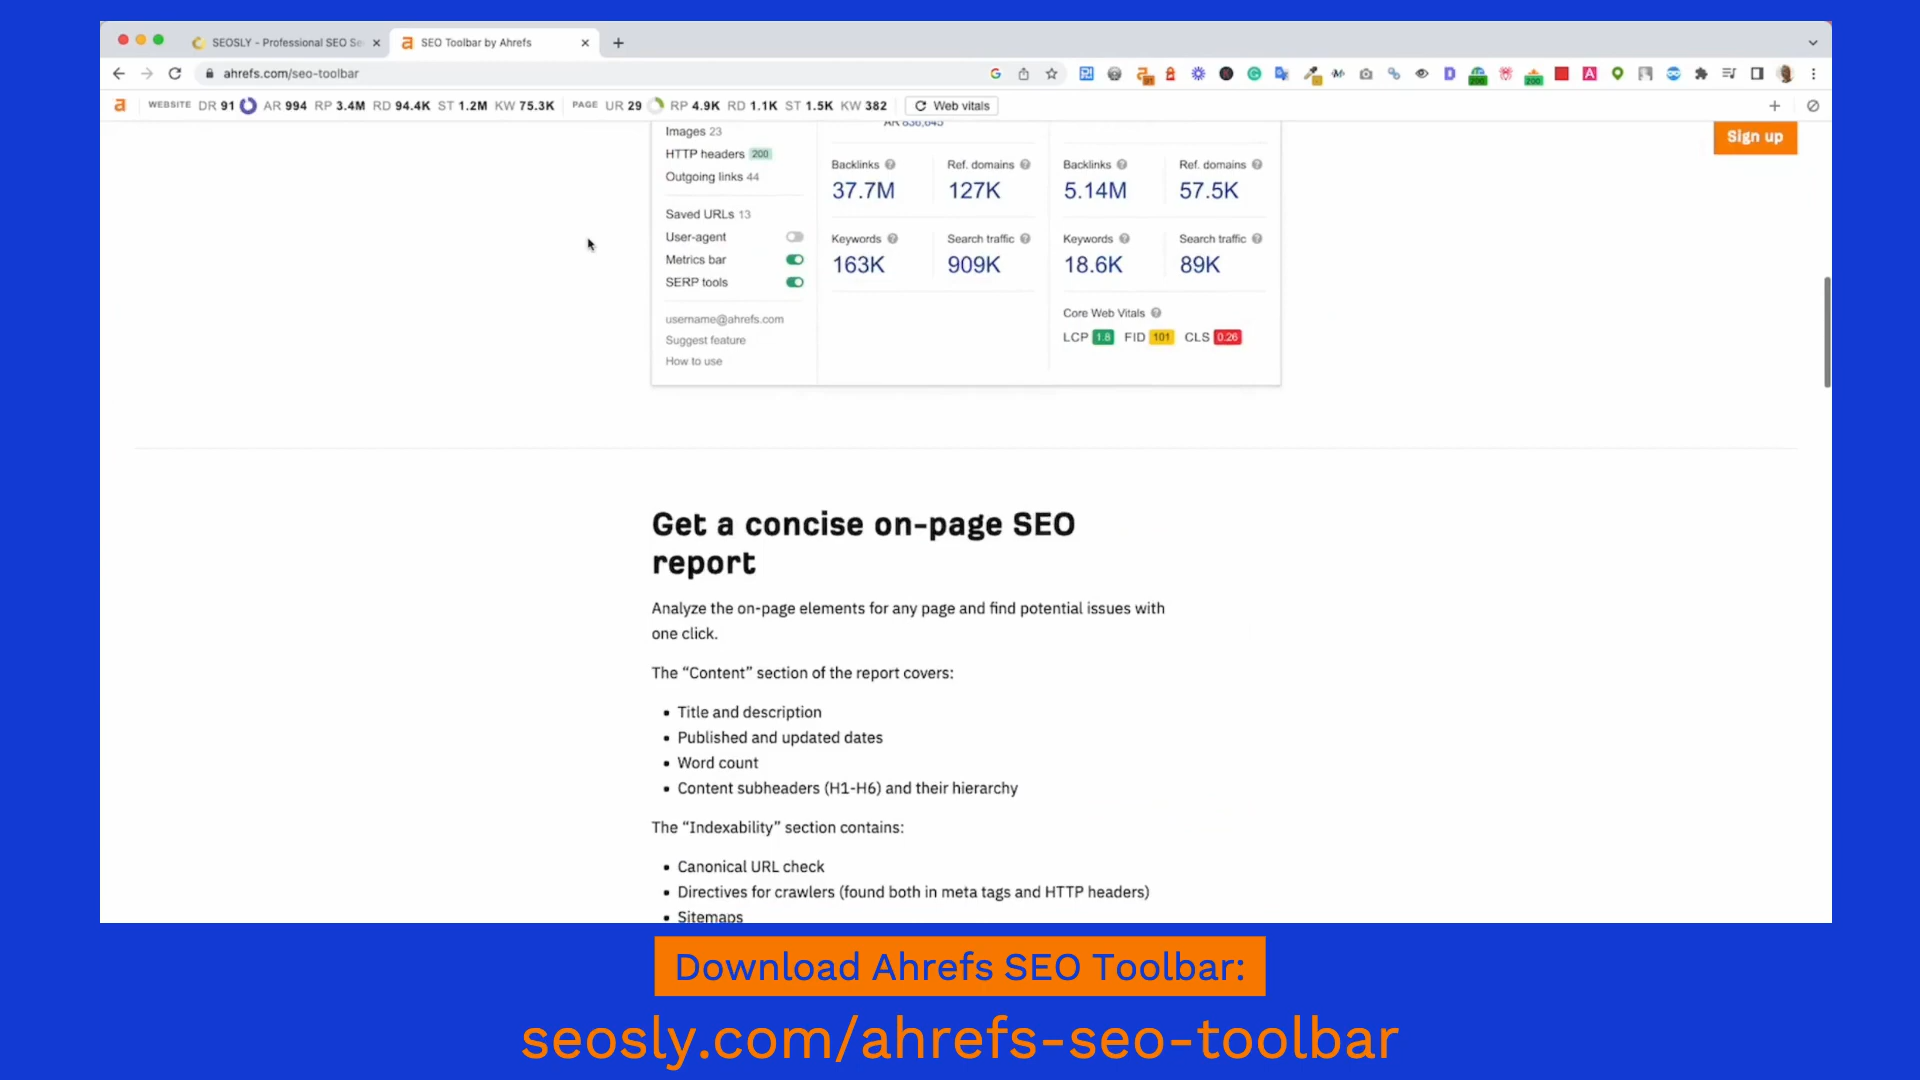 SEOSLY - Professional SEO Se
SEO Toolbar by Ahrefs
ahrefs.com/seo-toolbar
WEBSITE DR 91 AR 994 RP 3.4M RD 94.4K ST 1.2M KW 75.3K PAGE UR 29 RP 4.9K RD 1.1K ST 1.5K KW 382 Web vitals
Sign up
Images 23
HTTP headers 200
Outgoing links 44
Saved URLs 13
User-agent
Metrics bar
SERP tools
username@ahrefs.com
Suggest feature
How to use
Backlinks Ref. domains
37.7M 127K
Keywords Search traffic
163K 909K
Backlinks Ref. domains
5.14M 57.5K
Keywords Search traffic
18.6K 89K
Core Web Vitals
LCP 1.8 FID 101 CLS 0.26
Get a concise on-page SEO
report
Analyze the on-page elements for any page and find potential issues with
one click.
The “Content” section of the report covers:
• Title and description
• Published and updated dates
• Word count
• Content subheaders (H1-H6) and their hierarchy
The “Indexability” section contains:
• Canonical URL check
• Directives for crawlers (found both in meta tags and HTTP headers)
• Sitemaps
Download Ahrefs SEO Toolbar:
seosly.com/ahrefs-seo-toolbar